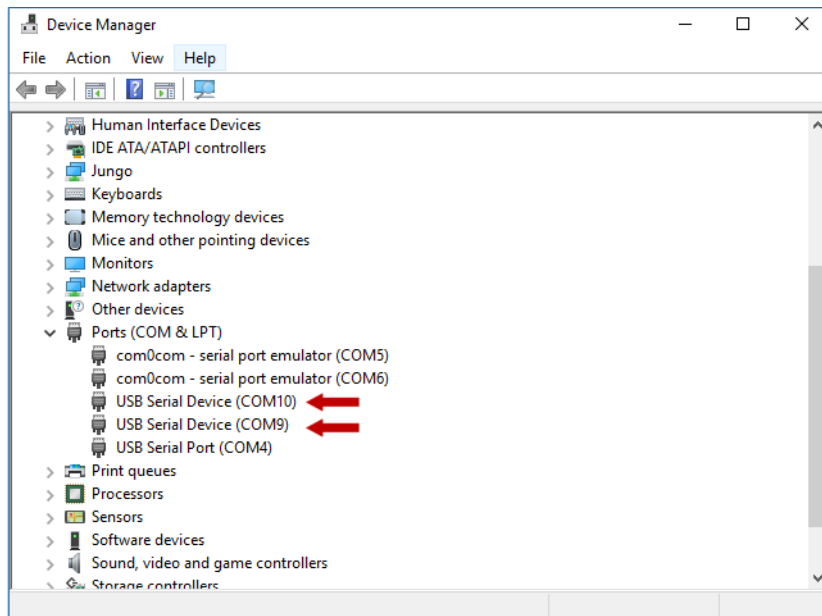 Device Manager
File Action View Help
Human Interface Devices
IDE ATA/ATAPI controllers
Jungo
Keyboards
Memory technology devices
Mice and other pointing devices
Monitors
Network adapters
Other devices
Ports (COM & LPT)
com0com - serial port emulator (COM5)
com0com - serial port emulator (COM6)
USB Serial Device (COM10)
USB Serial Device (COM9)
USB Serial Port (COM4)
Print queues
Processors
Sensors
Software devices
Sound, video and game controllers
Storage controllers